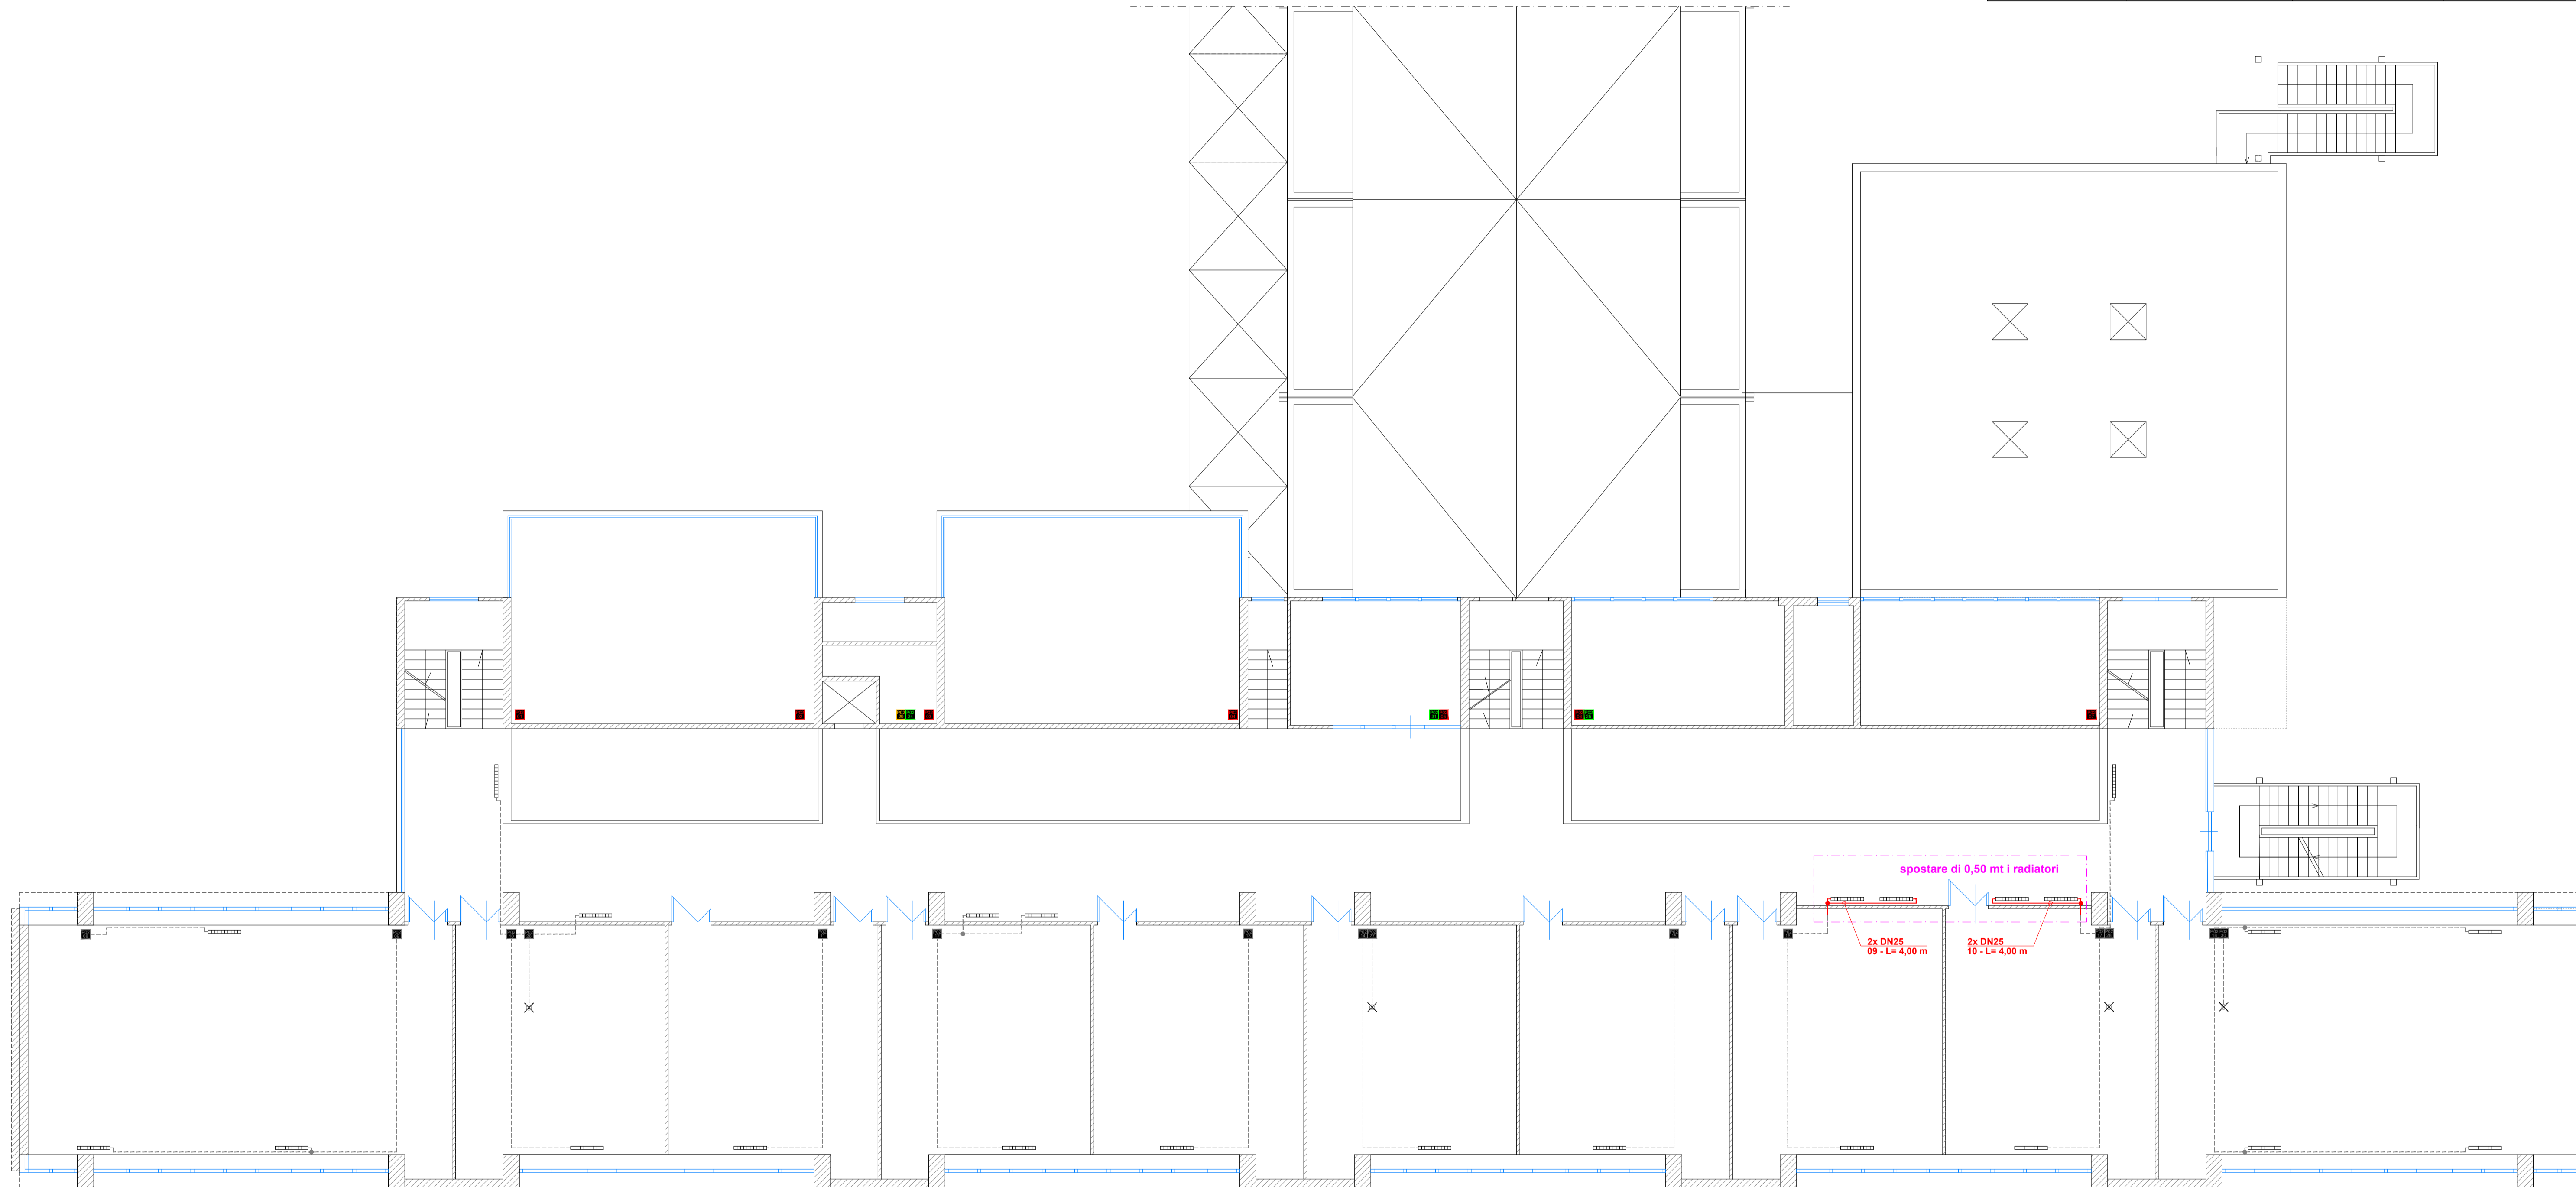 spostare di 0,50 mt i radiatori
2x DN25
09 - L= 4,00 m
2x DN25
10 - L= 4,00 m